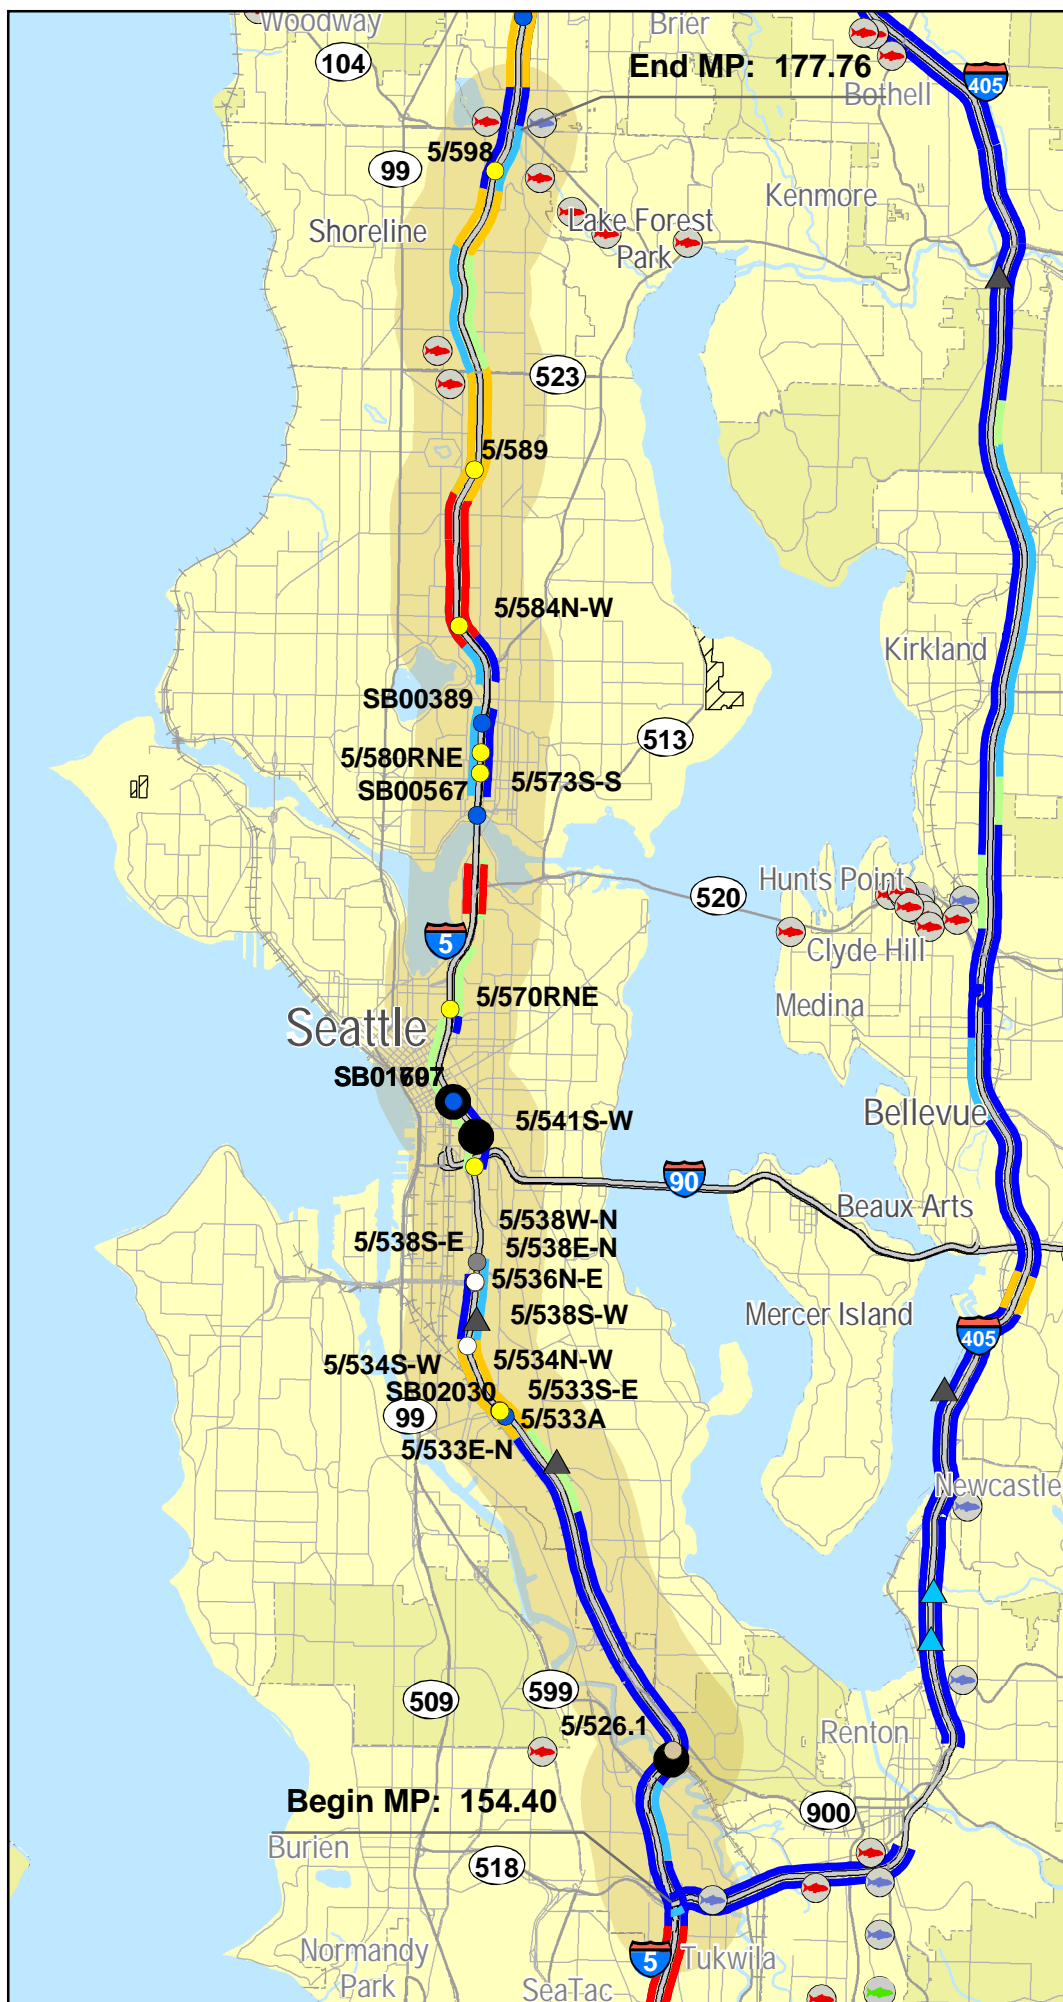 Woodway
Brier
104
End MP: 177.76
405
Bothell
5/598
99
Kenmore
Shoreline
Lake Forest
Park
523
5/589
5/584N-W
Kirkland
SB00389
513
5/580RNE
SB00567
5/573S-S
Hunts Point
520
5
Clyde Hill
5/570RNE
Medina
Seattle
Bellevue
5/541S-W
90
Beaux Arts
5/538W-N
5/538S-E
5/538E-N
5/536N-E
5/538S-W
Mercer Island
405
5/534S-W
5/534N-W
SB02030
5/533S-E
99
5/533A
5/533E-N
Newcastle
599
509
5/526.1
Renton
Begin MP: 154.40
900
Burien
518
Normandy
Park
5
Tukwila
SeaTac